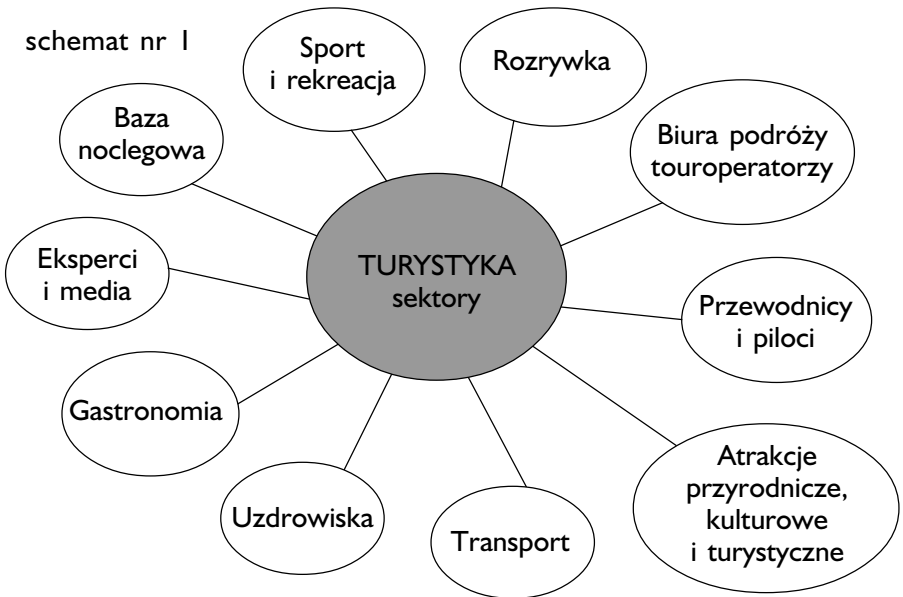 schemat nr 1
Sport
i rekreacja
Rozrywka
Baza
noclegowa
Biura podróży
touroperatorzy
Eksperci
i media
TURYSTYKA
sektory
Przewodnicy
i piloci
Gastronomia
Atrakcje
przyrodnicze,
kulturowe
i turystyczne
Uzdrowiska
Transport